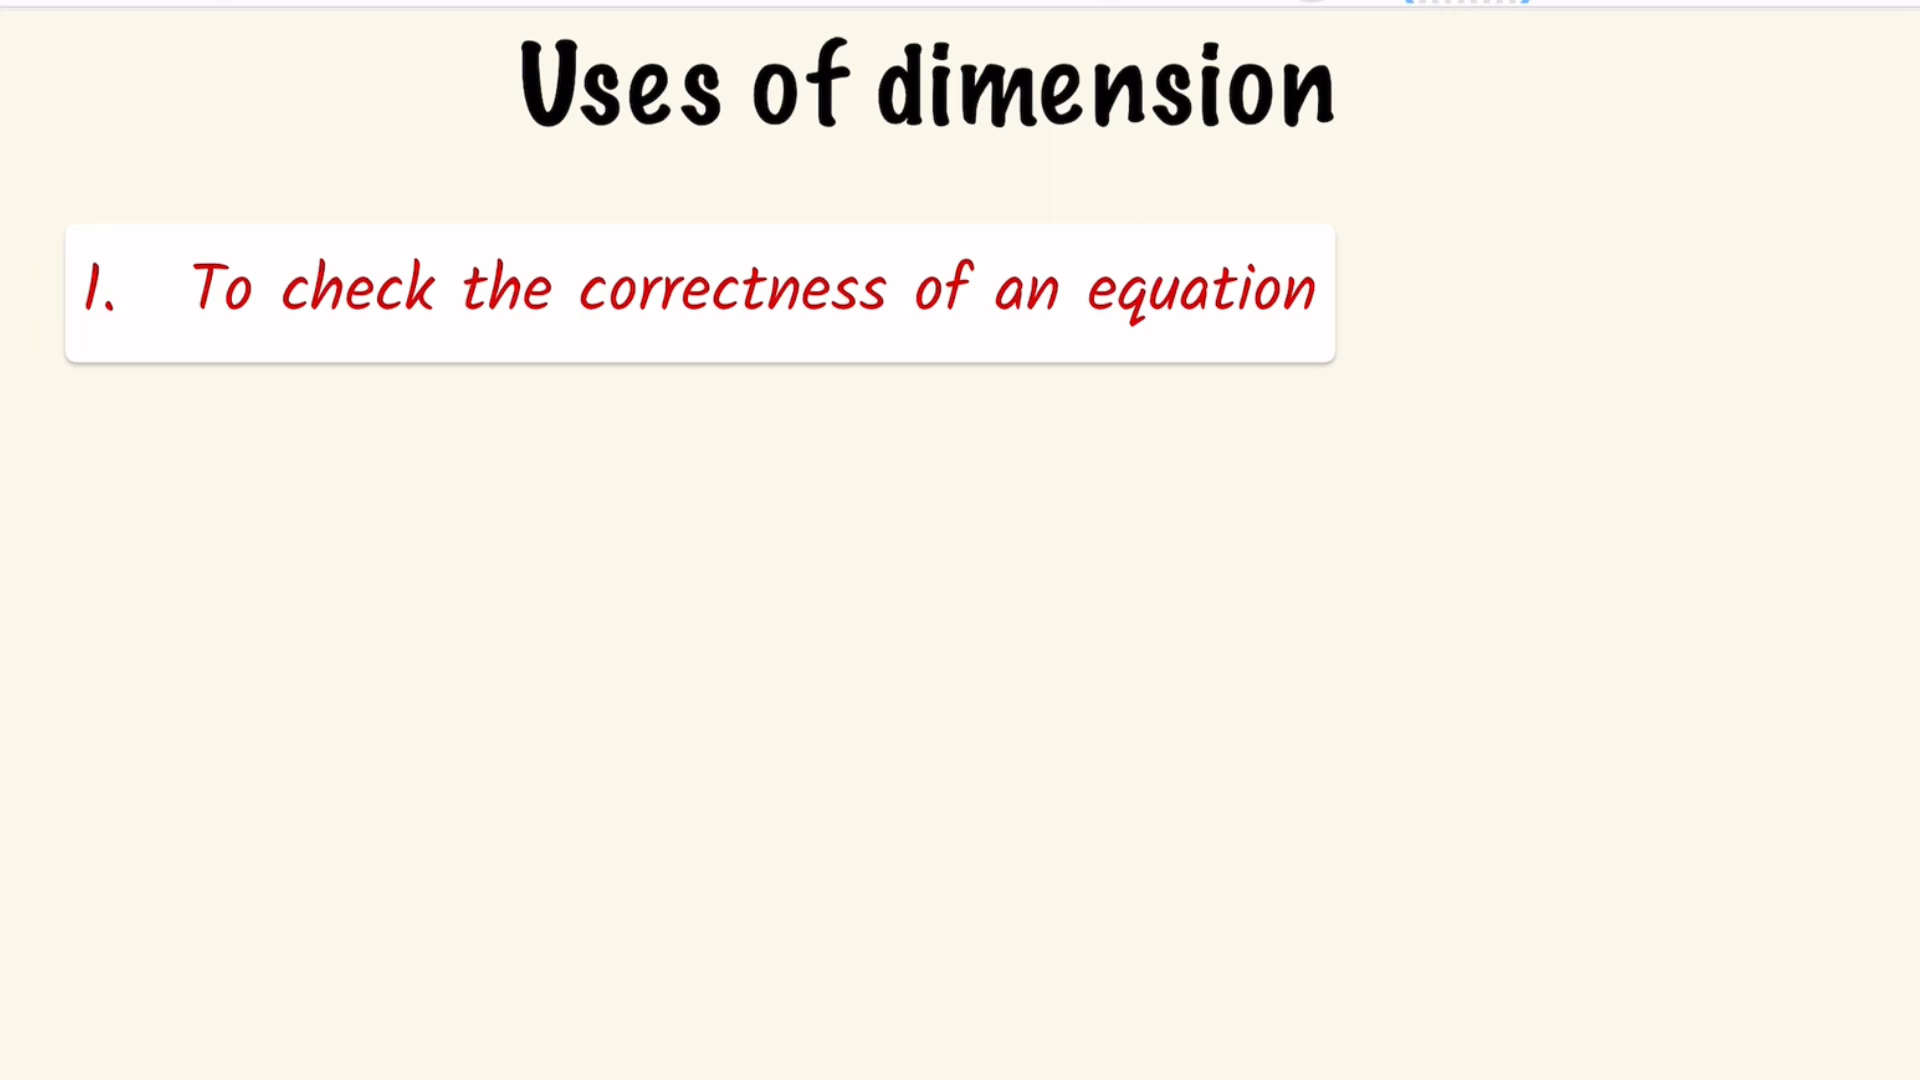 Uses of dimension
1. To check the correctness of an equation